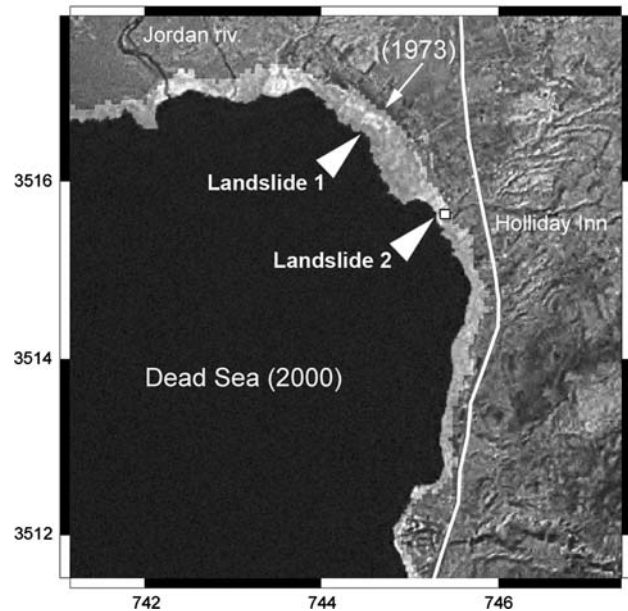 Jordan riv.
(1973)
3516
Landslide 1
Holliday Inn
Landslide 2
3514
Dead Sea (2000)
3512
742
744
746